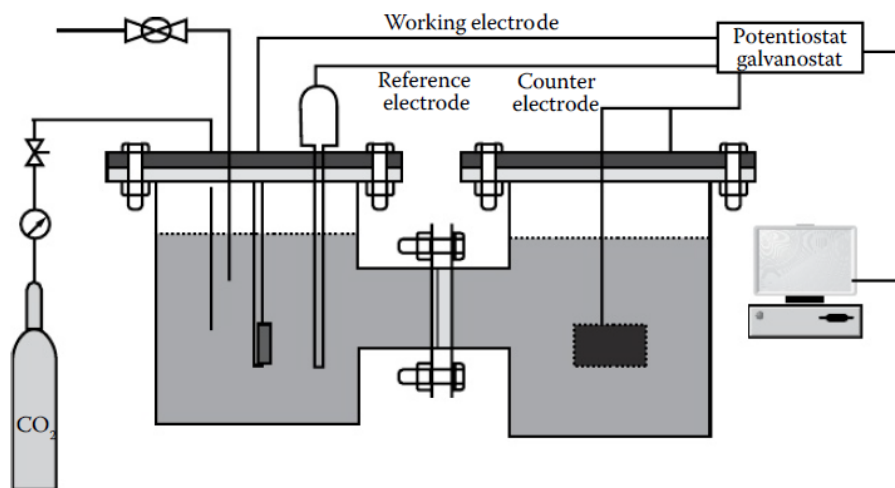 Working electrode
Potentiostat
galvanostat
Reference
electrode
Counter
electrode
CO₂